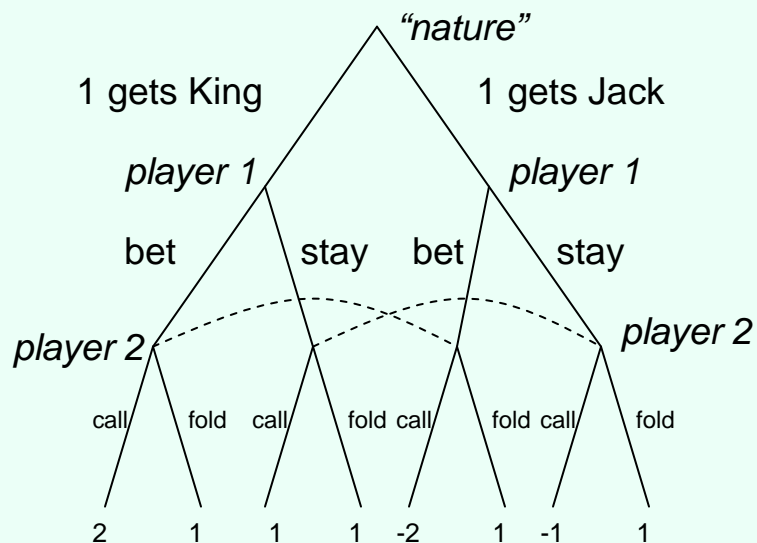 “nature”
1 gets King 1 gets Jack
player 1 player 1
bet stay bet stay
player 2 player 2
call fold call fold call fold call fold
2 1 1 1 -2 1 -1 1